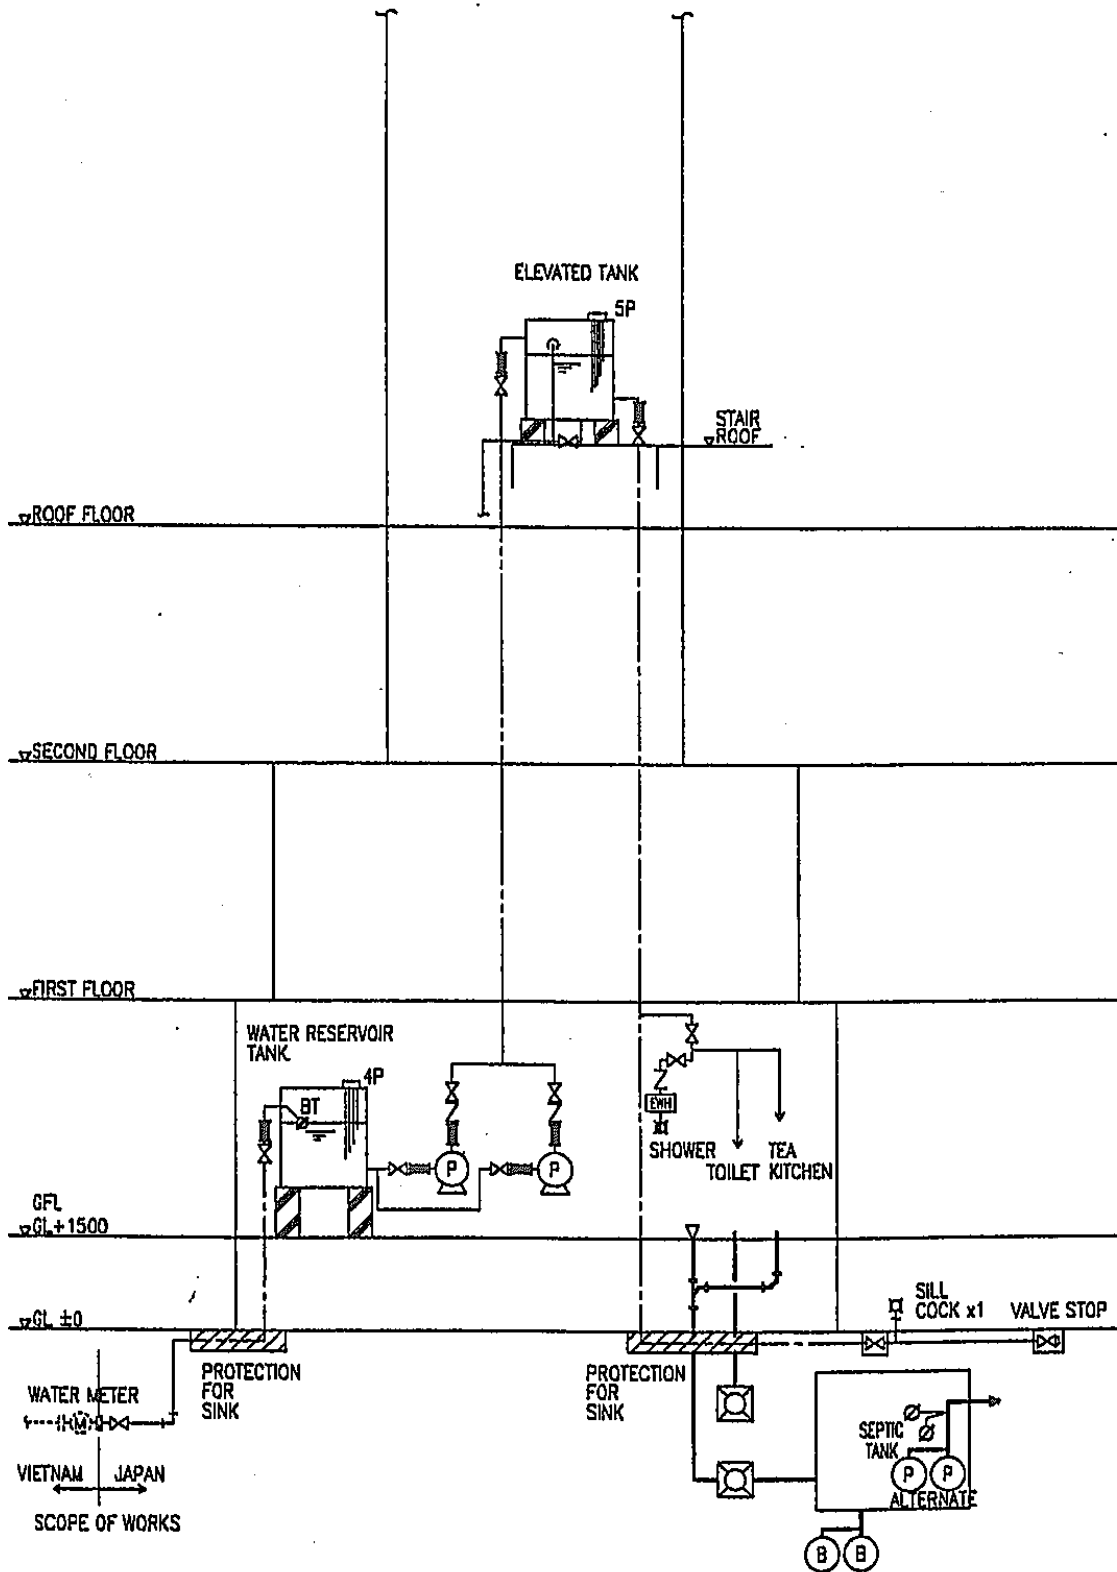 ELEVATED TANK
5P
STAIR
ROOF
ROOF FLOOR
SECOND FLOOR
FIRST FLOOR
WATER RESERVOIR
TANK
4P
BT
P
P
EWH
SHOWER
TOILET
TEA
KITCHEN
GFL
GL+1500
GL ±0
SILL
COCK x1
VALVE STOP
PROTECTION
FOR
SINK
PROTECTION
FOR
SINK
WATER METER
M
SEPTIC
TANK
P
P
ALTERNATE
VIETNAM
JAPAN
SCOPE OF WORKS
B
B